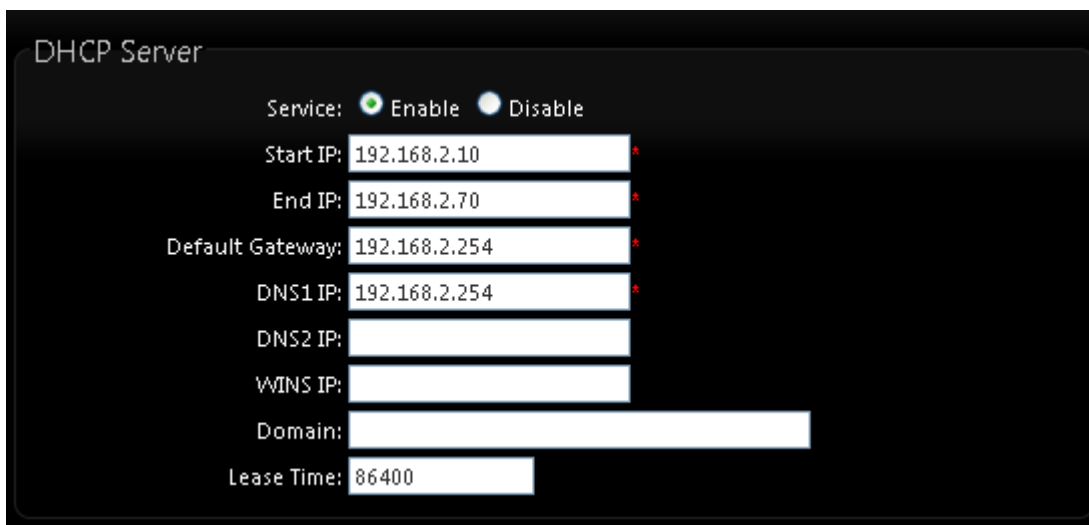 DHCP Server
Service: Enable Disable
Start IP: 192.168.2.10 *
End IP: 192.168.2.70 *
Default Gateway: 192.168.2.254 *
DNS1 IP: 192.168.2.254 *
DNS2 IP:
WINS IP:
Domain:
Lease Time: 86400